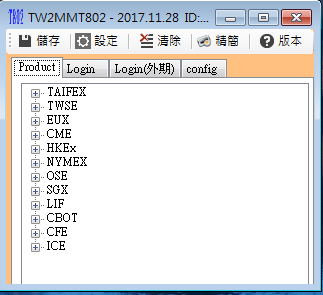 TB02 TW2MMT802 - 2017.11.28 ID:...
儲存 設定 清除 精簡 版本
Product Login Login(外期) config
TAIFEX
TWSE
EUX
CME
HKEx
NYMEX
OSE
SGX
LIF
CBOT
CFE
ICE